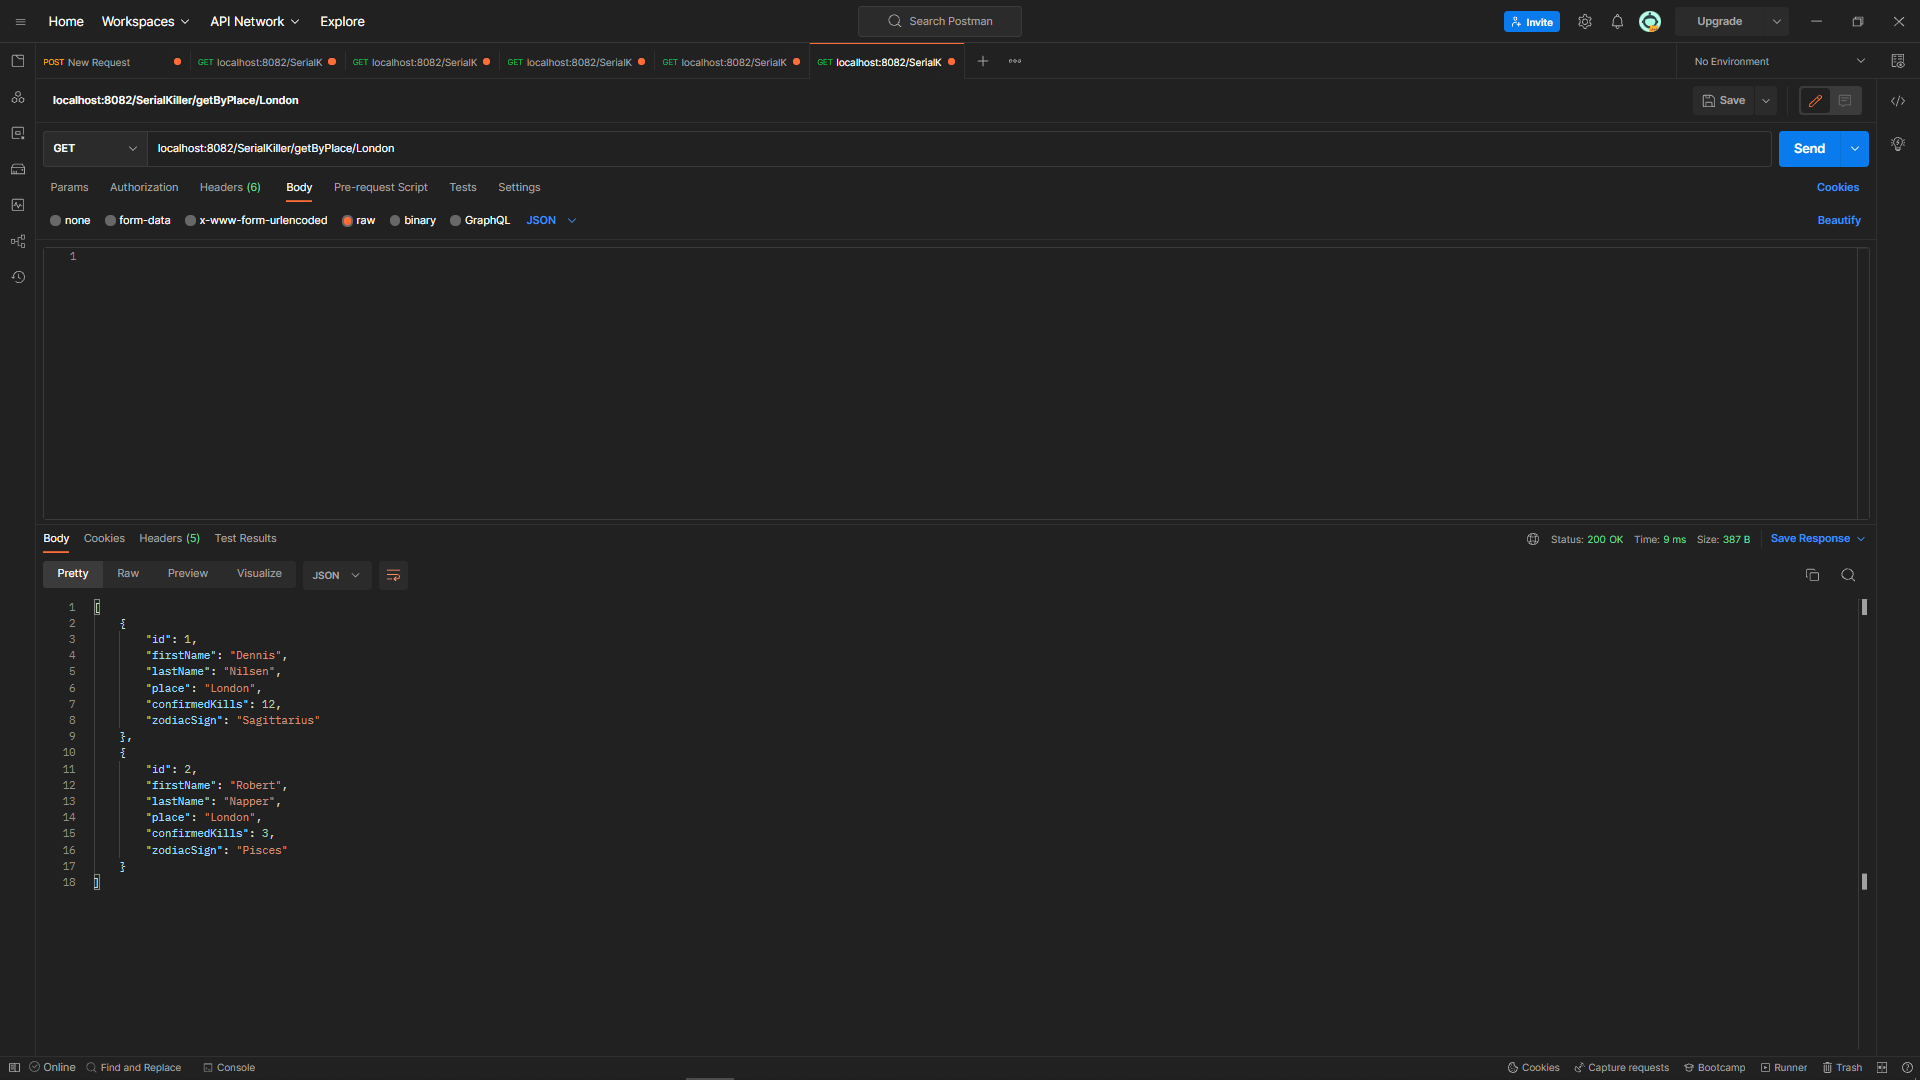 Home Workspaces API Network Explore Search Postman Invite Upgrade
POST New Request GET localhost:8082/SerialK GET localhost:8082/SerialK GET localhost:8082/SerialK GET localhost:8082/SerialK GET localhost:8082/SerialK No Environment
localhost:8082/SerialKiller/getByPlace/London Save
GET localhost:8082/SerialKiller/getByPlace/London Send
Params Authorization Headers (6) Body Pre-request Script Tests Settings Cookies
none form-data x-www-form-urlencoded raw binary GraphQL JSON Beautify
1
Body Cookies Headers (5) Test Results Status: 200 OK Time: 9 ms Size: 387 B Save Response
Pretty Raw Preview Visualize JSON
1 [
2 {
3 "id": 1,
4 "firstName": "Dennis",
5 "lastName": "Nilsen",
6 "place": "London",
7 "confirmedKills": 12,
8 "zodiacSign": "Sagittarius"
9 },
10 {
11 "id": 2,
12 "firstName": "Robert",
13 "lastName": "Napper",
14 "place": "London",
15 "confirmedKills": 3,
16 "zodiacSign": "Pisces"
17 }
18 ]
Online Find and Replace Console Cookies Capture requests Bootcamp Runner Trash